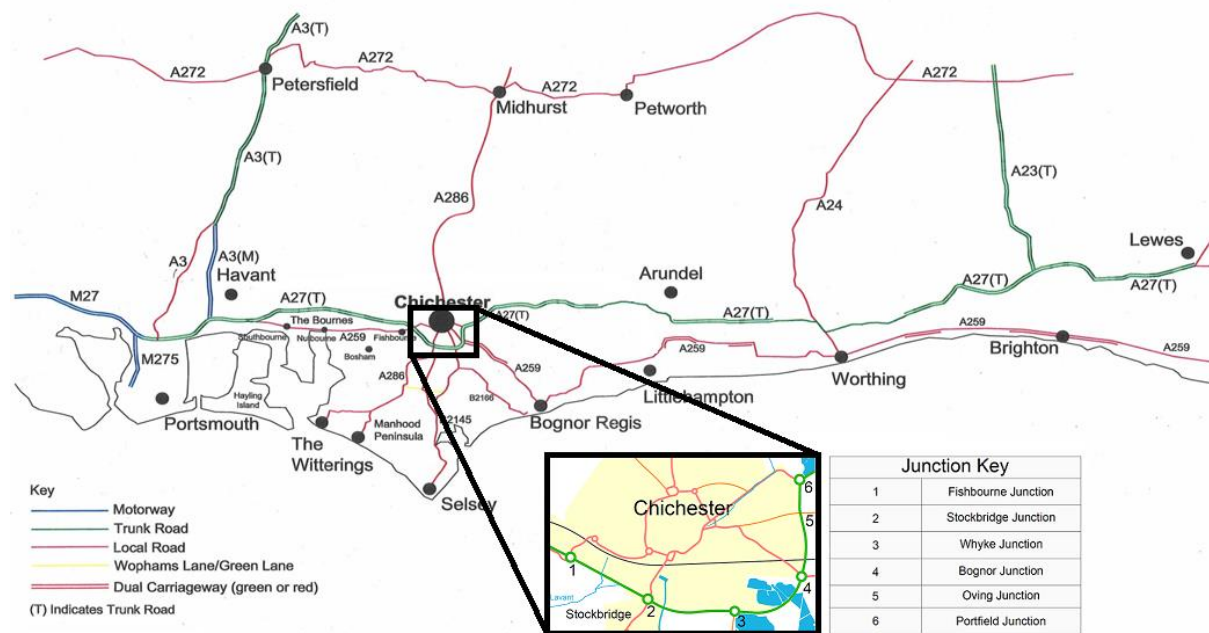 A3(T)
A272
A272
A272
A272
Petersfield
Midhurst
Petworth
A3(T)
A286
A24
A23(T)
Lewes
A3
A3(M)
Havant
Arundel
M27
A27(T)
Chichester
A27(T)
A27(T)
A27(T)
The Bournes
Southbourne
Nutbourne
A259
Fishbourne
Bosham
M275
A259
A259
A259
Brighton
A259
A286
Worthing
Hayling
Island
B2166
Littlehampton
Portsmouth
Manhood
Peninsula
B2145
Bognor Regis
The
Witterings
Selsey
Key
Motorway
Trunk Road
Local Road
Wophams Lane/Green Lane
Dual Carriageway (green or red)
(T) Indicates Trunk Road
Chichester
6
5
1
4
Lavant
Stockbridge
2
3
Junction Key
1 Fishbourne Junction
2 Stockbridge Junction
3 Whyke Junction
4 Bognor Junction
5 Oving Junction
6 Portfield Junction